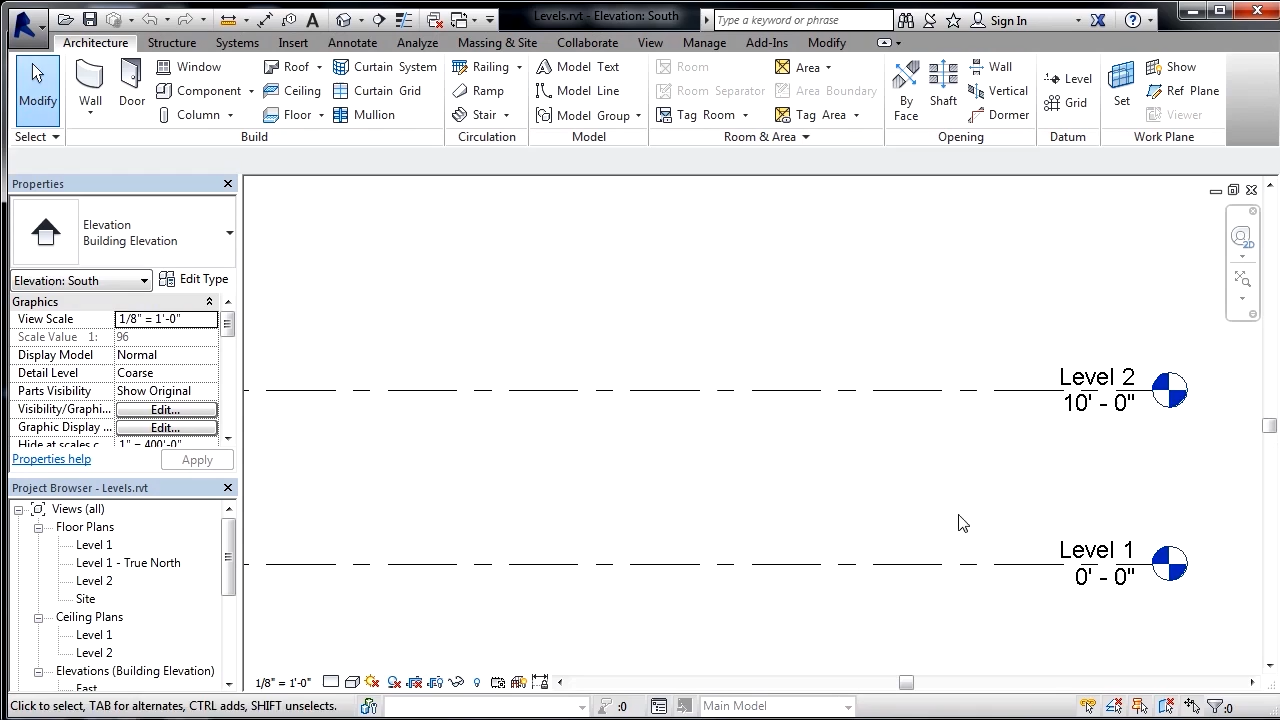 Levels.rvt - Elevation: South
Type a keyword or phrase
Sign In
Architecture Structure Systems Insert Annotate Analyze Massing & Site Collaborate View Manage Add-Ins Modify
Modify
Wall
Door
Window
Component
Column
Roof
Ceiling
Floor
Curtain System
Curtain Grid
Mullion
Railing
Ramp
Stair
Model Text
Model Line
Model Group
Room
Room Separator
Tag Room
Area
Area Boundary
Tag Area
By
Face
Shaft
Wall
Vertical
Dormer
Level
Grid
Set
Show
Ref Plane
Viewer
Select Build Circulation Model Room & Area Opening Datum Work Plane
Properties
Elevation
Building Elevation
Elevation: South
Edit Type
Graphics
View Scale 1/8" = 1'-0"
Scale Value 1: 96
Display Model Normal
Detail Level Coarse
Parts Visibility Show Original
Visibility/Graphi... Edit...
Graphic Display ... Edit...
Hide at scales c 1" = 400'-0"
Properties help
Apply
Project Browser - Levels.rvt
Views (all)
Floor Plans
Level 1
Level 1 - True North
Level 2
Site
Ceiling Plans
Level 1
Level 2
Elevations (Building Elevation)
East
2D
Level 2
10' - 0"
Level 1
0' - 0"
1/8" = 1'-0"
Click to select, TAB for alternates, CTRL adds, SHIFT unselects.
:0
Main Model
:0